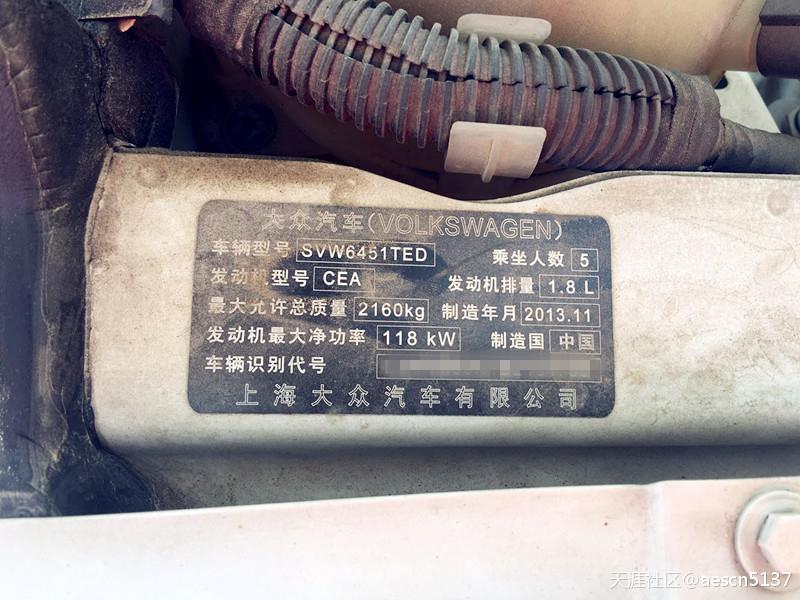 大众汽车(VOLKSWAGEN)
车辆型号 SVW6451TED 乘坐人数 5
发动机型号 CEA 发动机排量 1.8 L
最大允许总质量 2160kg 制造年月 2013.11
发动机最大净功率 118 kW 制造国 中国
车辆识别代号
上海大众汽车有限公司
天涯社区@aescn5137